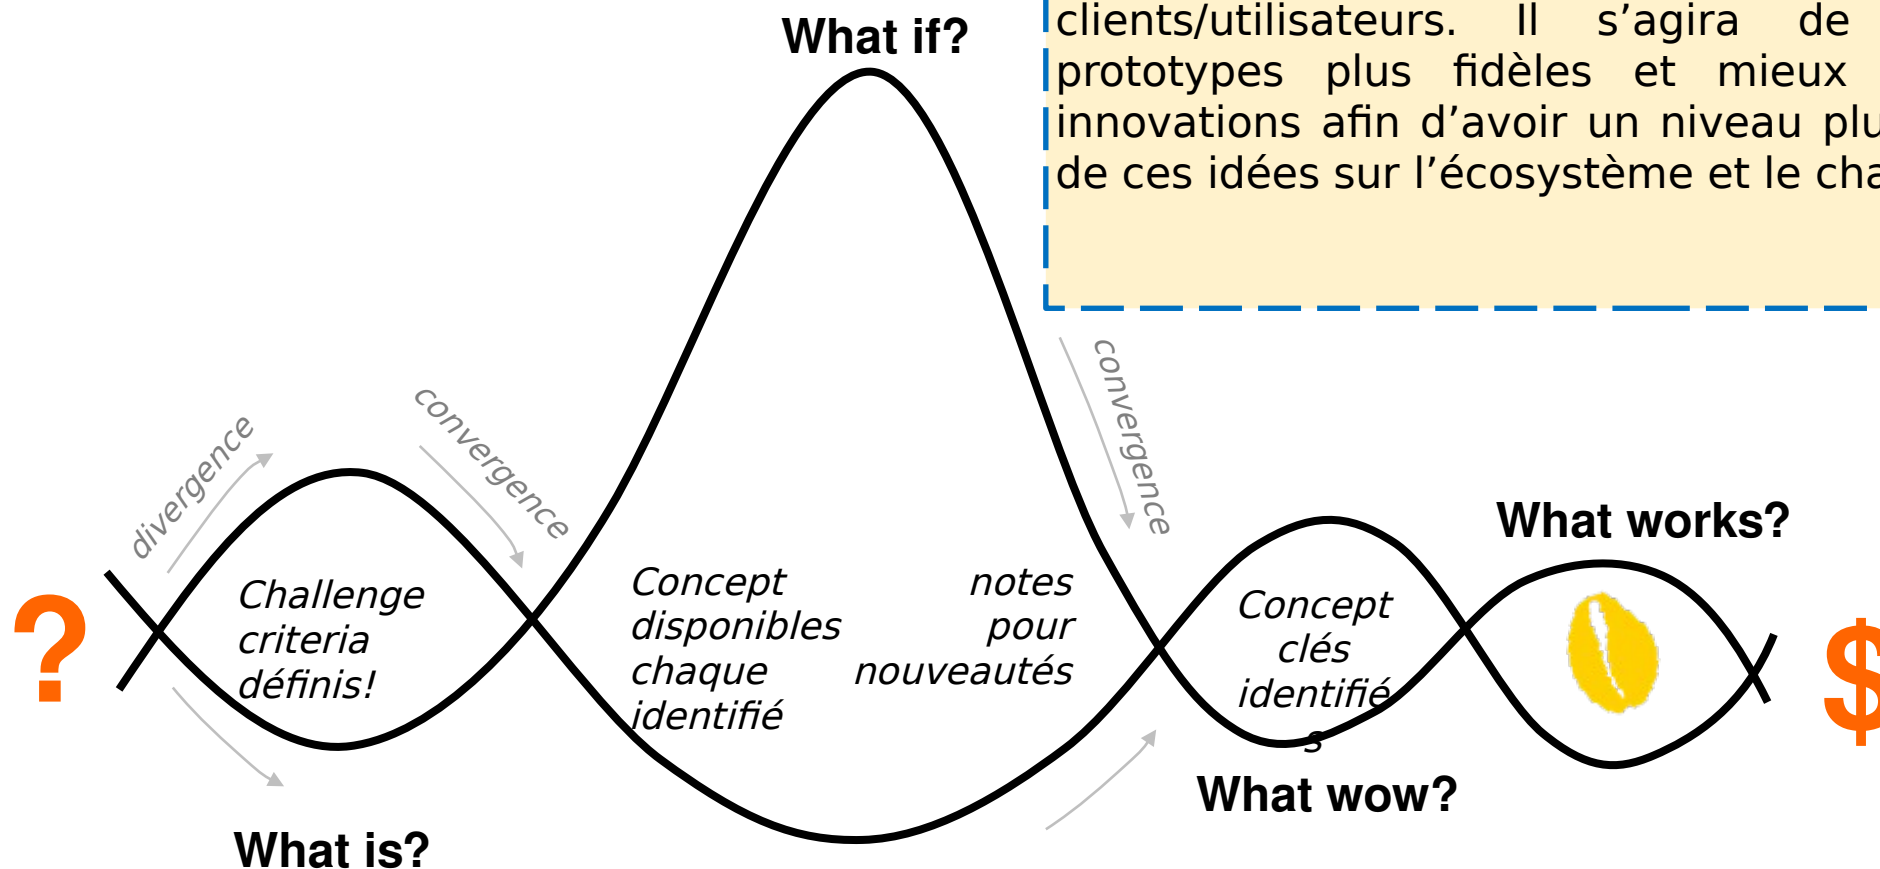 What if?
clients/utilisateurs. Il s’agira de
prototypes plus fidèles et mieux
innovations afin d’avoir un niveau
de ces idées sur l’écosystème et le
divergence
convergence
convergence
What works?
?
Challenge
criteria
définis!
Concept notes
disponibles pour
chaque nouveautés
identifié
Concept
clés
identifié
s
$
What wow?
What is?